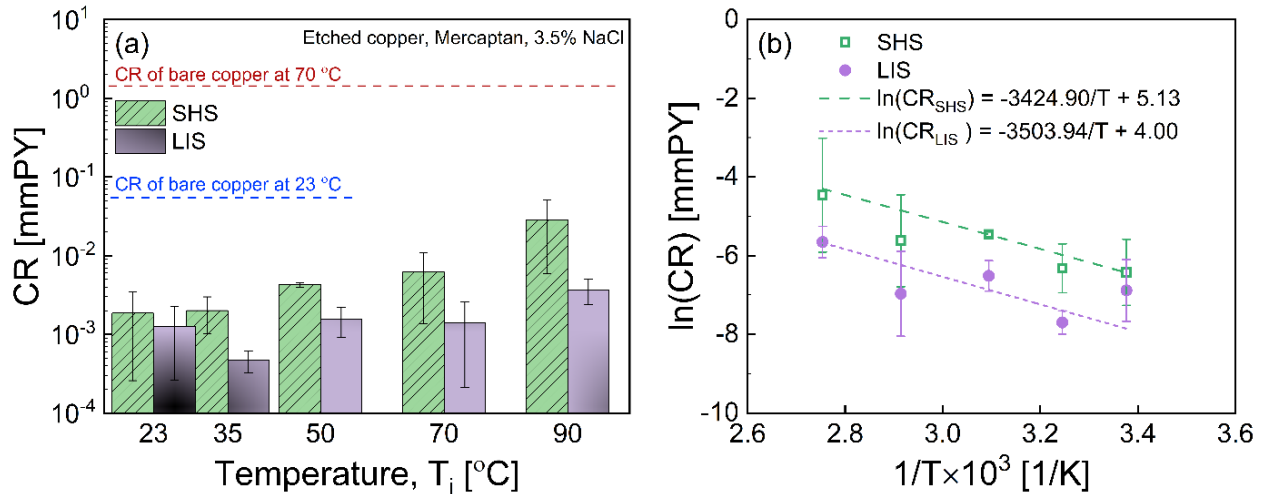 (a)
Etched copper, Mercaptan, 3.5% NaCl
CR of bare copper at 70 °C
SHS
LIS
CR of bare copper at 23 °C
CR [mmPY]
10¹
10⁰
10⁻¹
10⁻²
10⁻³
10⁻⁴
23 35 50 70 90
Temperature, Tᵢ [°C]
(b)
SHS
LIS
ln(CR_SHS) = -3424.90/T + 5.13
ln(CR_LIS) = -3503.94/T + 4.00
ln(CR) [mmPY]
-0
-2
-4
-6
-8
-10
2.6 2.8 3.0 3.2 3.4 3.6
1/T×10³ [1/K]